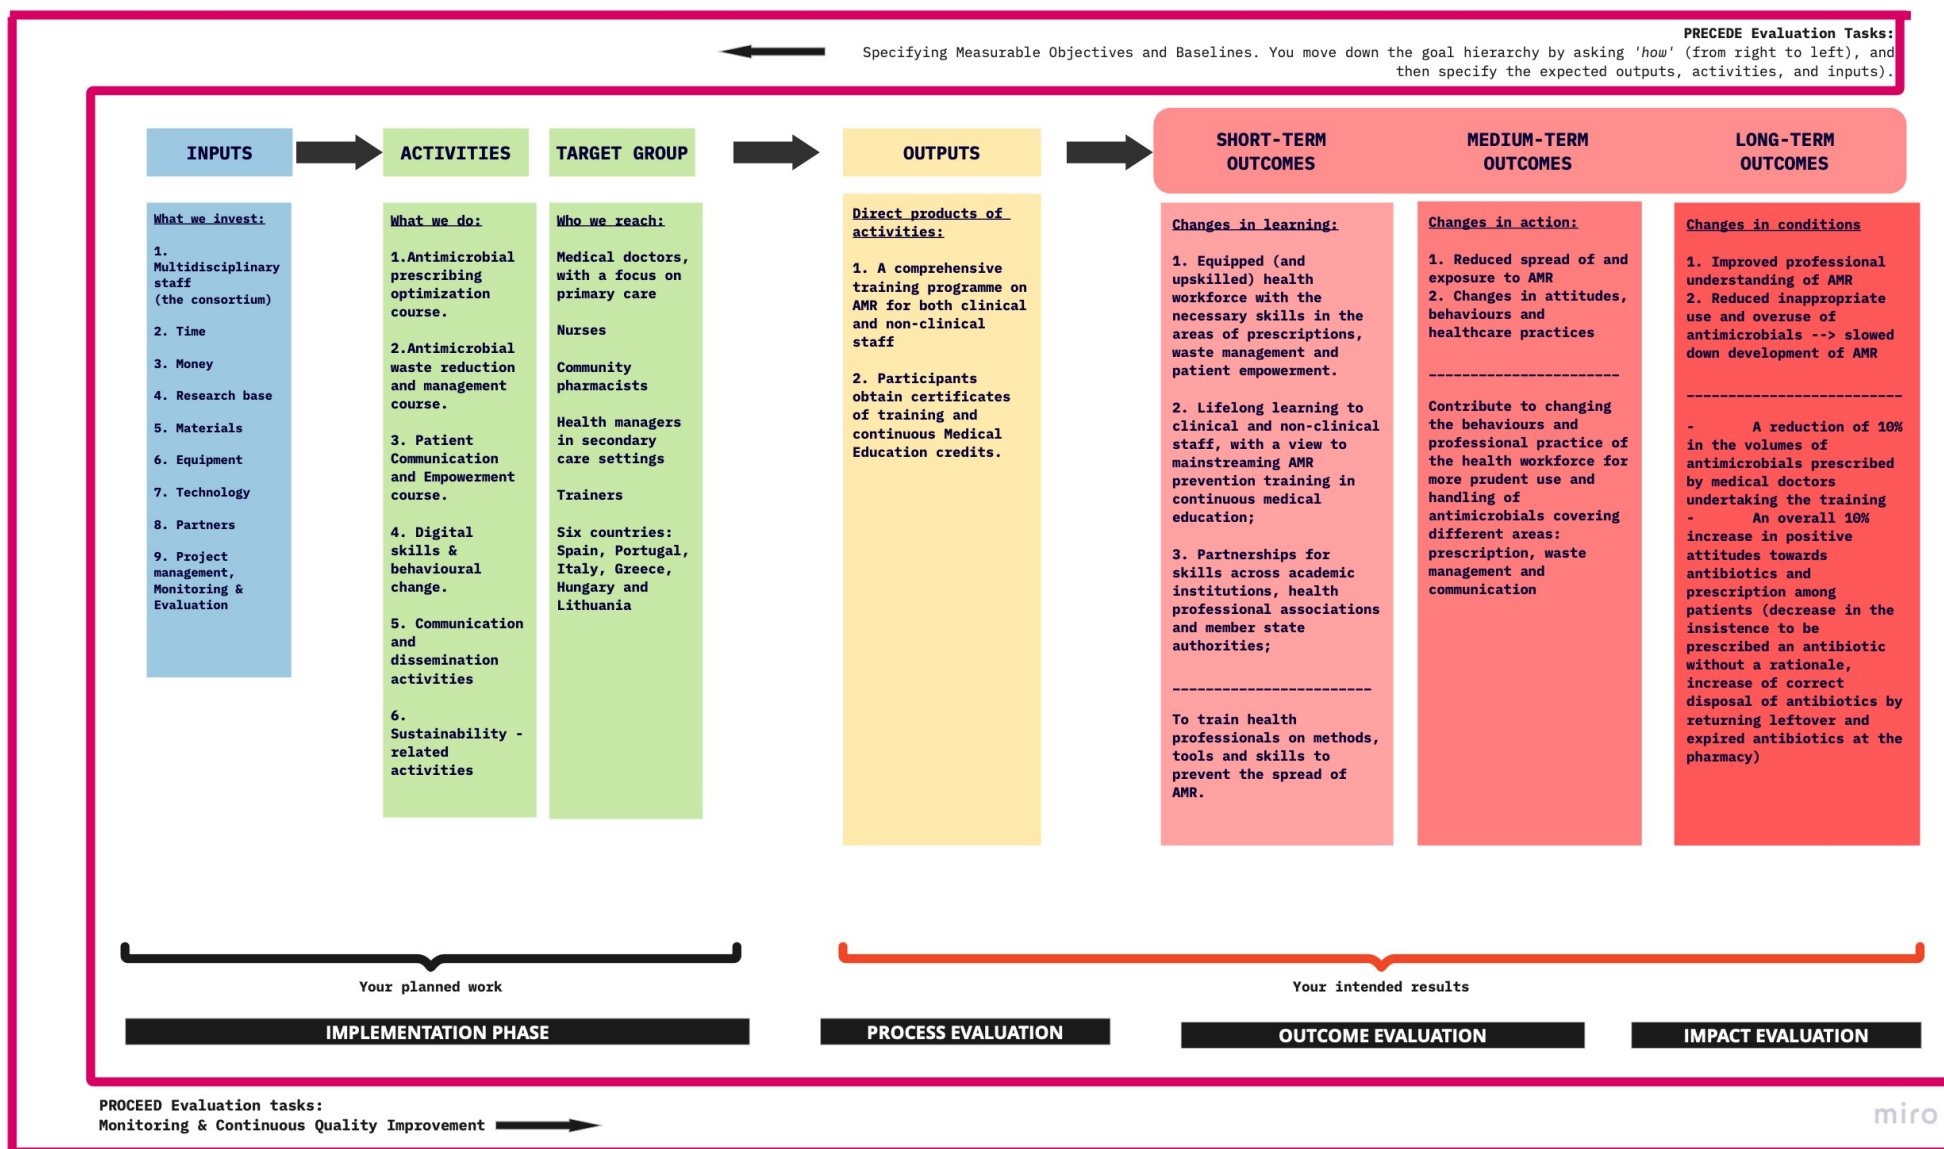 PRECEDE Evaluation Tasks:
Specifying Measurable Objectives and Baselines. You move down the goal hierarchy by asking 'how' (from right to left), and
then specify the expected outputs, activities, and inputs).
INPUTS
ACTIVITIES
TARGET GROUP
OUTPUTS
SHORT-TERM
OUTCOMES
MEDIUM-TERM
OUTCOMES
LONG-TERM
OUTCOMES
What we invest:
1.
Multidisciplinary
staff
(the consortium)
2. Time
3. Money
4. Research base
5. Materials
6. Equipment
7. Technology
8. Partners
9. Project
management,
Monitoring &
Evaluation
What we do:
1.Antimicrobial
prescribing
optimization
course.
2.Antimicrobial
waste reduction
and management
course.
3. Patient
Communication
and Empowerment
course.
4. Digital
skills &
behavioural
change.
5. Communication
and
dissemination
activities
6.
Sustainability -
related
activities
Who we reach:
Medical doctors,
with a focus on
primary care
Nurses
Community
pharmacists
Health managers
in secondary
care settings
Trainers
Six countries:
Spain, Portugal,
Italy, Greece,
Hungary and
Lithuania
Direct products of
activities:
1. A comprehensive
training programme on
AMR for both clinical
and non-clinical
staff
2. Participants
obtain certificates
of training and
continuous Medical
Education credits.
Changes in learning:
1. Equipped (and
upskilled) health
workforce with the
necessary skills in the
areas of prescriptions,
waste management and
patient empowerment.
2. Lifelong learning to
clinical and non-clinical
staff, with a view to
mainstreaming AMR
prevention training in
continuous medical
education;
3. Partnerships for
skills across academic
institutions, health
professional associations
and member state
authorities;
------------------------
To train health
professionals on methods,
tools and skills to
prevent the spread of
AMR.
Changes in action:
1. Reduced spread of and
exposure to AMR
2. Changes in attitudes,
behaviours and
healthcare practices
-----------------------
Contribute to changing
the behaviours and
professional practice of
the health workforce for
more prudent use and
handling of
antimicrobials covering
different areas:
prescription, waste
management and
communication
Changes in conditions
1. Improved professional
understanding of AMR
2. Reduced inappropriate
use and overuse of
antimicrobials --> slowed
down development of AMR
--------------------------
- A reduction of 10%
in the volumes of
antimicrobials prescribed
by medical doctors
undertaking the training
- An overall 10%
increase in positive
attitudes towards
antibiotics and
prescription among
patients (decrease in the
insistence to be
prescribed an antibiotic
without a rationale,
increase of correct
disposal of antibiotics by
returning leftover and
expired antibiotics at the
pharmacy)
Your planned work
Your intended results
IMPLEMENTATION PHASE
PROCESS EVALUATION
OUTCOME EVALUATION
IMPACT EVALUATION
PROCEED Evaluation tasks:
Monitoring & Continuous Quality Improvement
miro